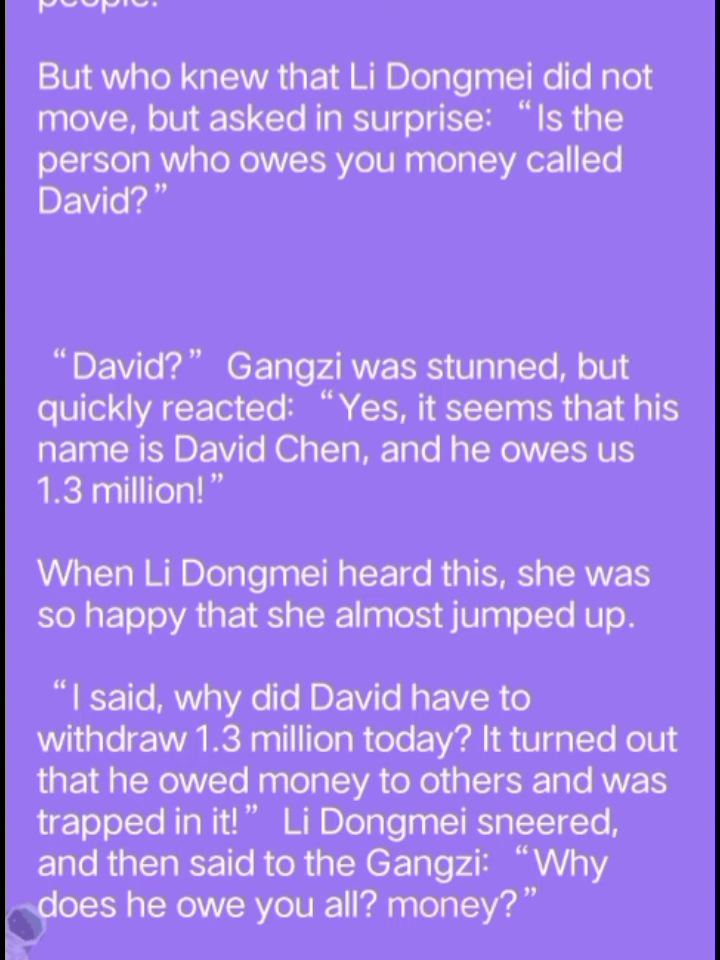 people.
But who knew that Li Dongmei did not
move, but asked in surprise: “Is the
person who owes you money called
David?”
“David?” Gangzi was stunned, but
quickly reacted: “Yes, it seems that his
name is David Chen, and he owes us
1.3 million!”
When Li Dongmei heard this, she was
so happy that she almost jumped up.
“I said, why did David have to
withdraw 1.3 million today? It turned out
that he owed money to others and was
trapped in it!” Li Dongmei sneered,
and then said to the Gangzi: “Why
does he owe you all? money?”